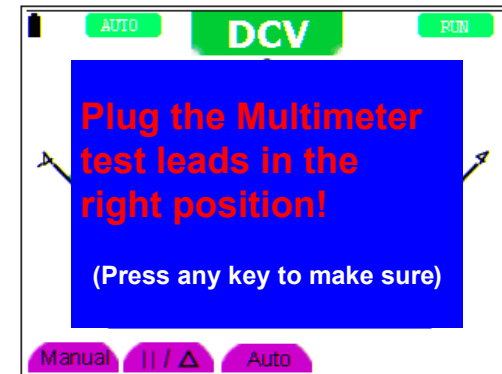 AUTO DCV RUN
Plug the Multimeter
test leads in the
right position!
(Press any key to make sure)
Manual || / Δ Auto